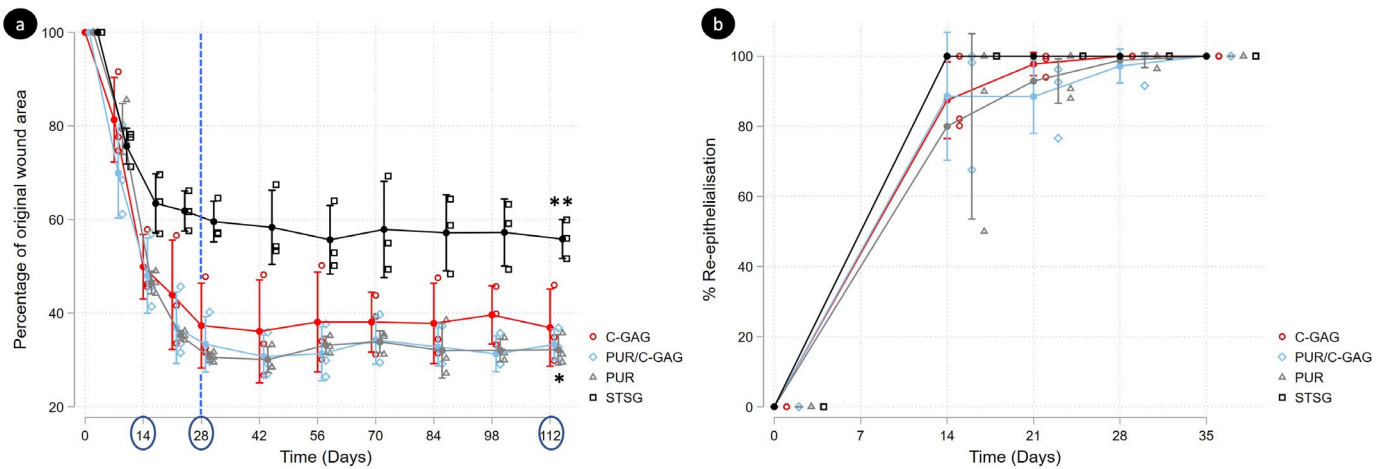 a
Percentage of original wound area
100
80
60
40
20
0
14
28
42
56
70
84
98
112
Time (Days)
**
*
C-GAG
PUR/C-GAG
PUR
STSG
b
% Re-epithelialisation
100
80
60
40
20
0
0
7
14
21
28
35
Time (Days)
C-GAG
PUR/C-GAG
PUR
STSG